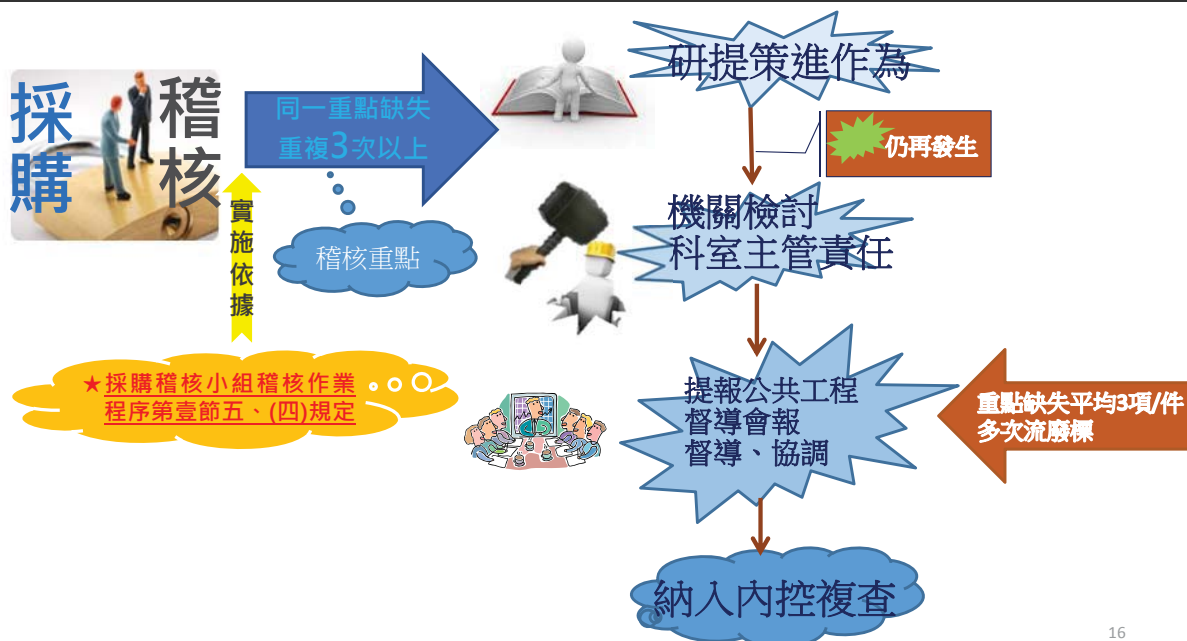 採購
稽核
同一重點缺失
重複3次以上
稽核重點
實施依據
★採購稽核小組稽核作業
程序第壹節五、(四)規定
研提策進作為
仍再發生
機關檢討
科室主管責任
提報公共工程
督導會報
督導、協調
重點缺失平均3項/件
多次流廢標
納入內控複查
16